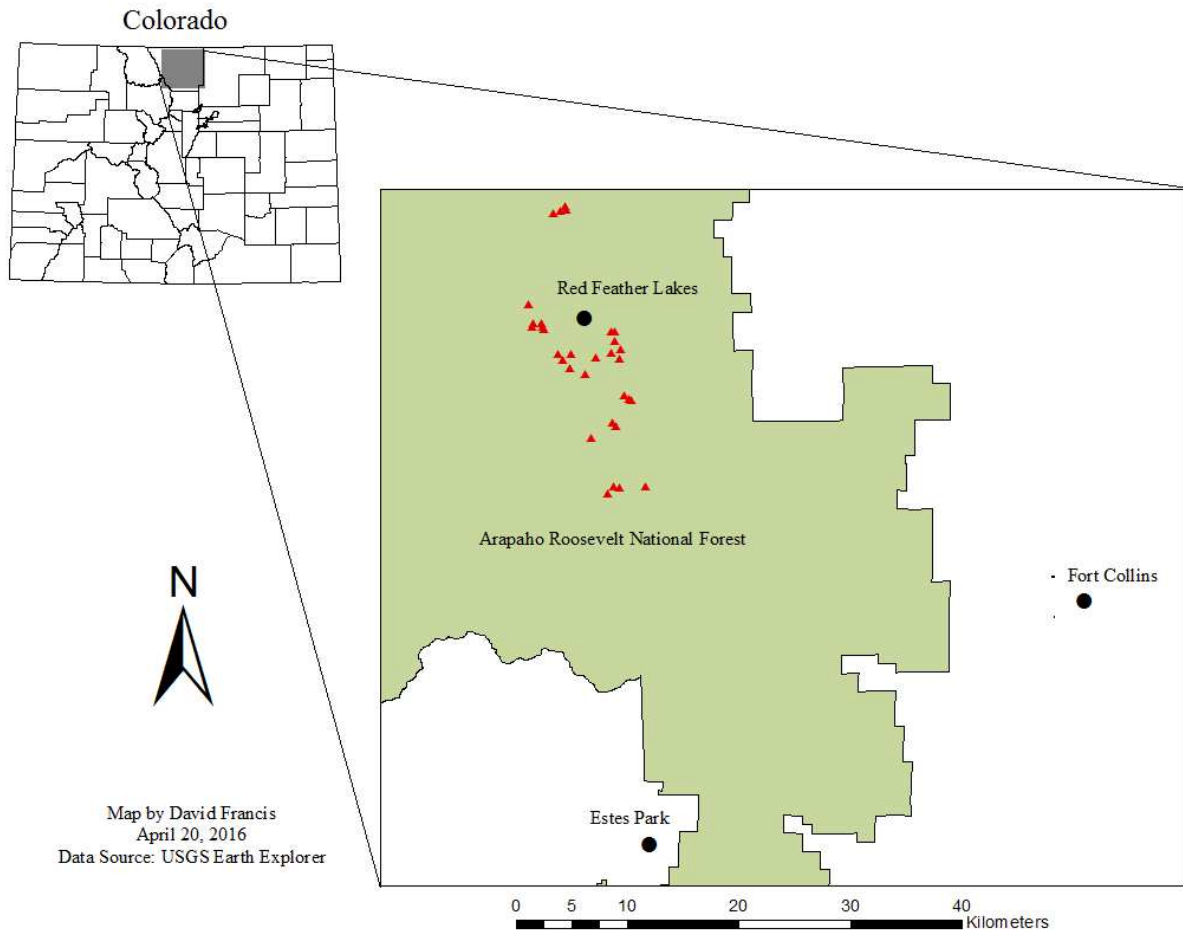 Colorado
Red Feather Lakes
Arapaho Roosevelt National Forest
Fort Collins
N
Estes Park
Map by David Francis
April 20, 2016
Data Source: USGS Earth Explorer
0 5 10 20 30 40
Kilometers